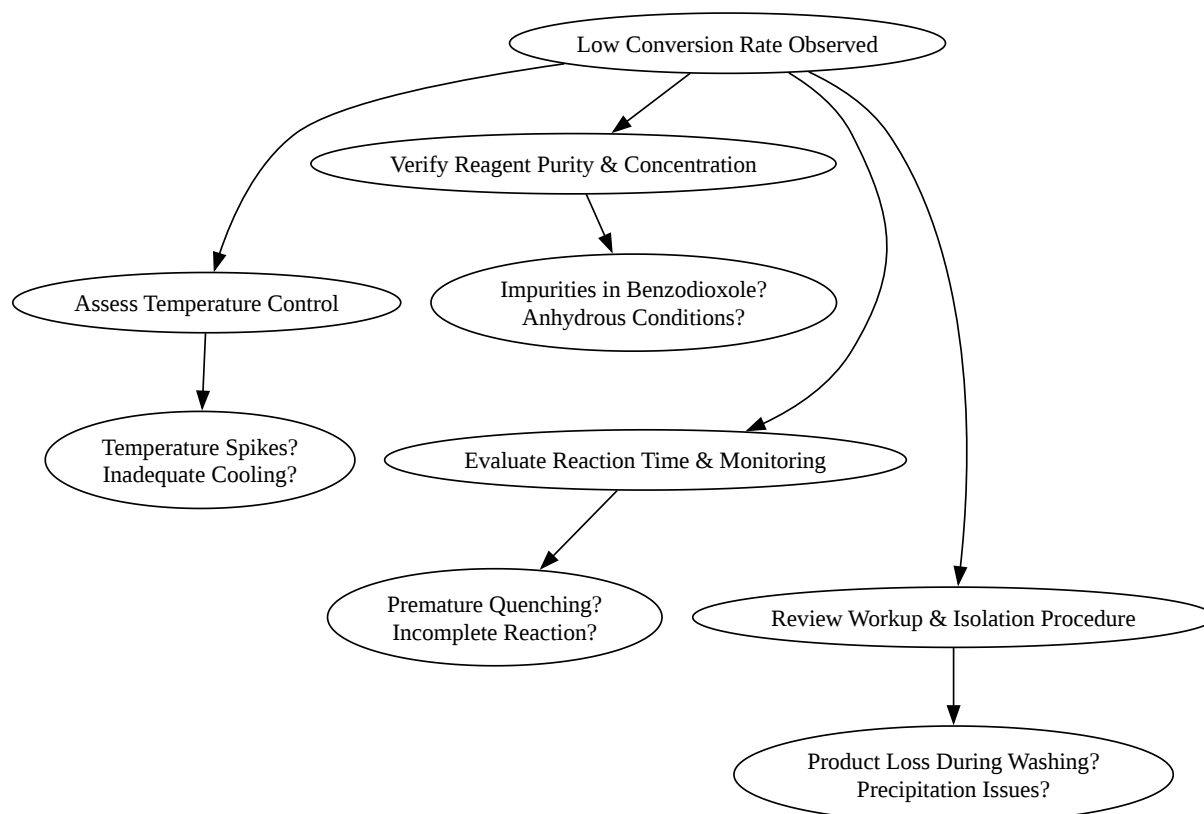 Low Conversion Rate Observed
Verify Reagent Purity & Concentration
Impurities in Benzodioxole?
Anhydrous Conditions?
Assess Temperature Control
Temperature Spikes?
Inadequate Cooling?
Evaluate Reaction Time & Monitoring
Premature Quenching?
Incomplete Reaction?
Review Workup & Isolation Procedure
Product Loss During Washing?
Precipitation Issues?